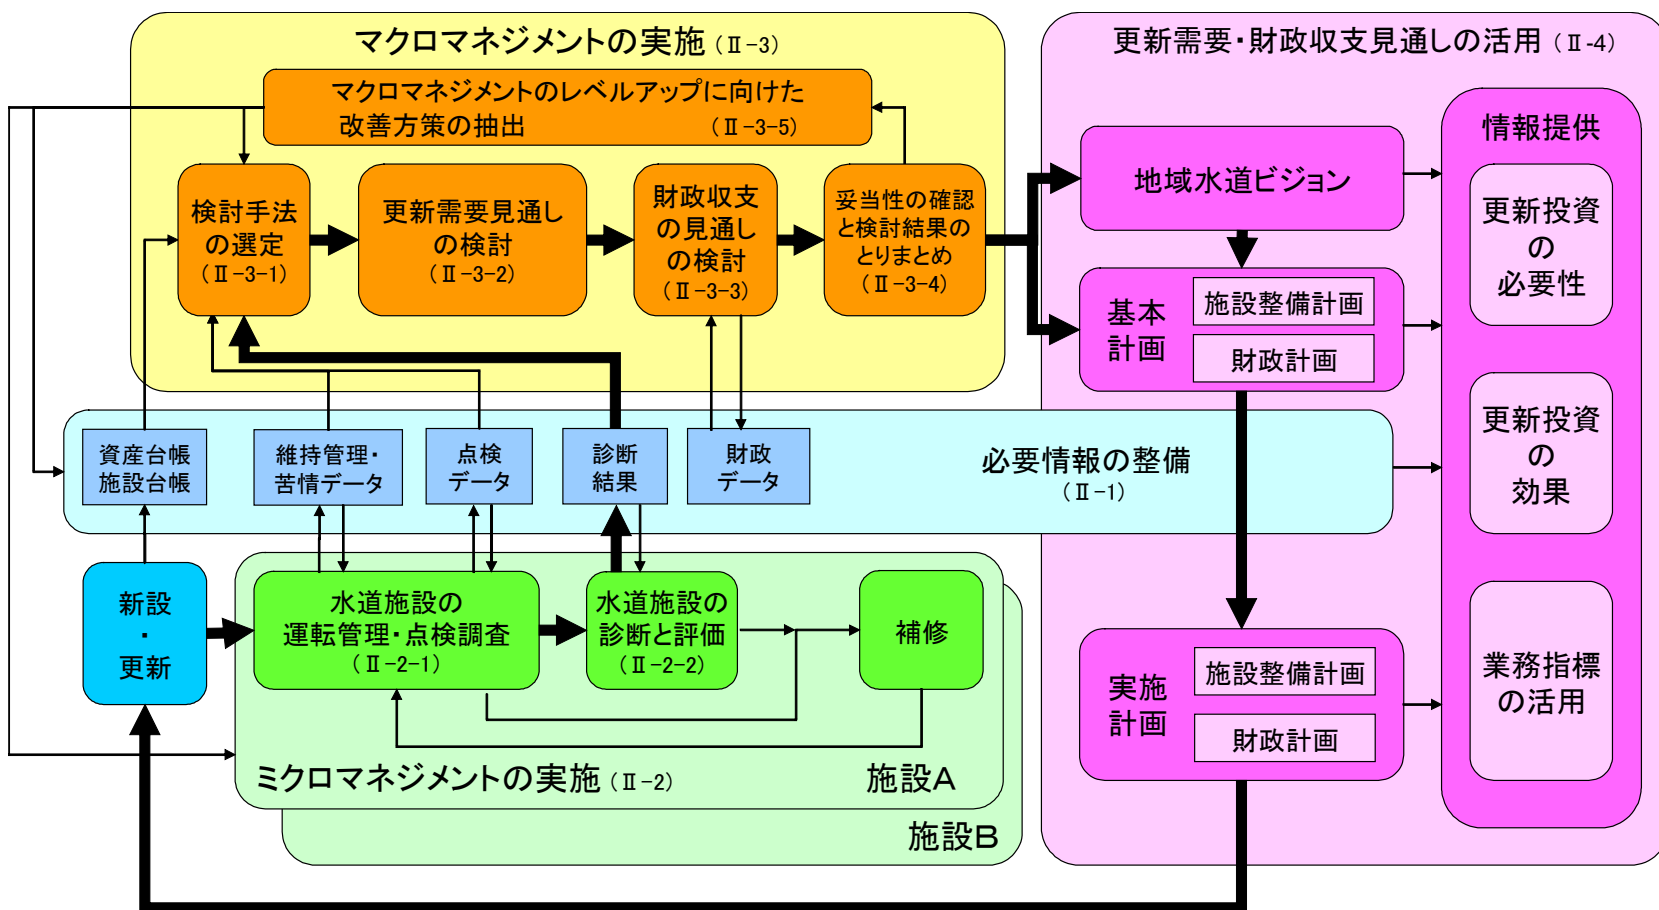 マクロマネジメントの実施(Ⅱ-3)
マクロマネジメントのレベルアップに向けた
改善方策の抽出 (Ⅱ-3-5)
検討手法
の選定
(Ⅱ-3-1)
更新需要見通し
の検討
(Ⅱ-3-2)
財政収支
の見通し
の検討
(Ⅱ-3-3)
妥当性の確認
と検討結果の
とりまとめ
(Ⅱ-3-4)
更新需要・財政収支見通しの活用(Ⅱ-4)
地域水道ビジョン
基本
計画
施設整備計画
財政計画
実施
計画
施設整備計画
財政計画
情報提供
更新投資
の
必要性
更新投資
の
効果
業務指標
の活用
資産台帳
施設台帳
維持管理・
苦情データ
点検
データ
診断
結果
財政
データ
必要情報の整備
(Ⅱ-1)
新設
・
更新
水道施設の
運転管理・点検調査
(Ⅱ-2-1)
水道施設の
診断と評価
(Ⅱ-2-2)
補修
ミクロマネジメントの実施(Ⅱ-2)
施設A
施設B